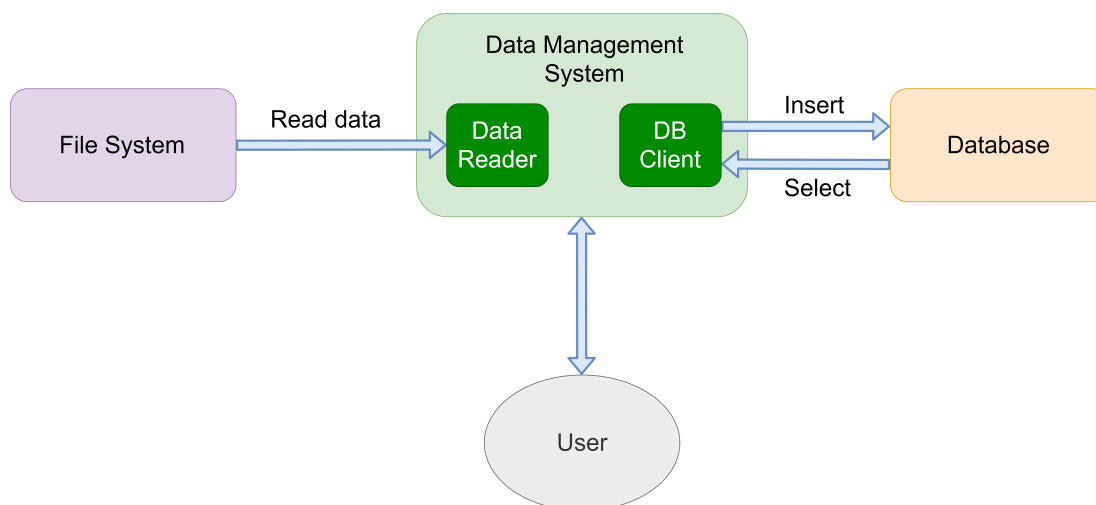 Data Management
System
File System
Read data
Data
Reader
DB
Client
Insert
Select
Database
User